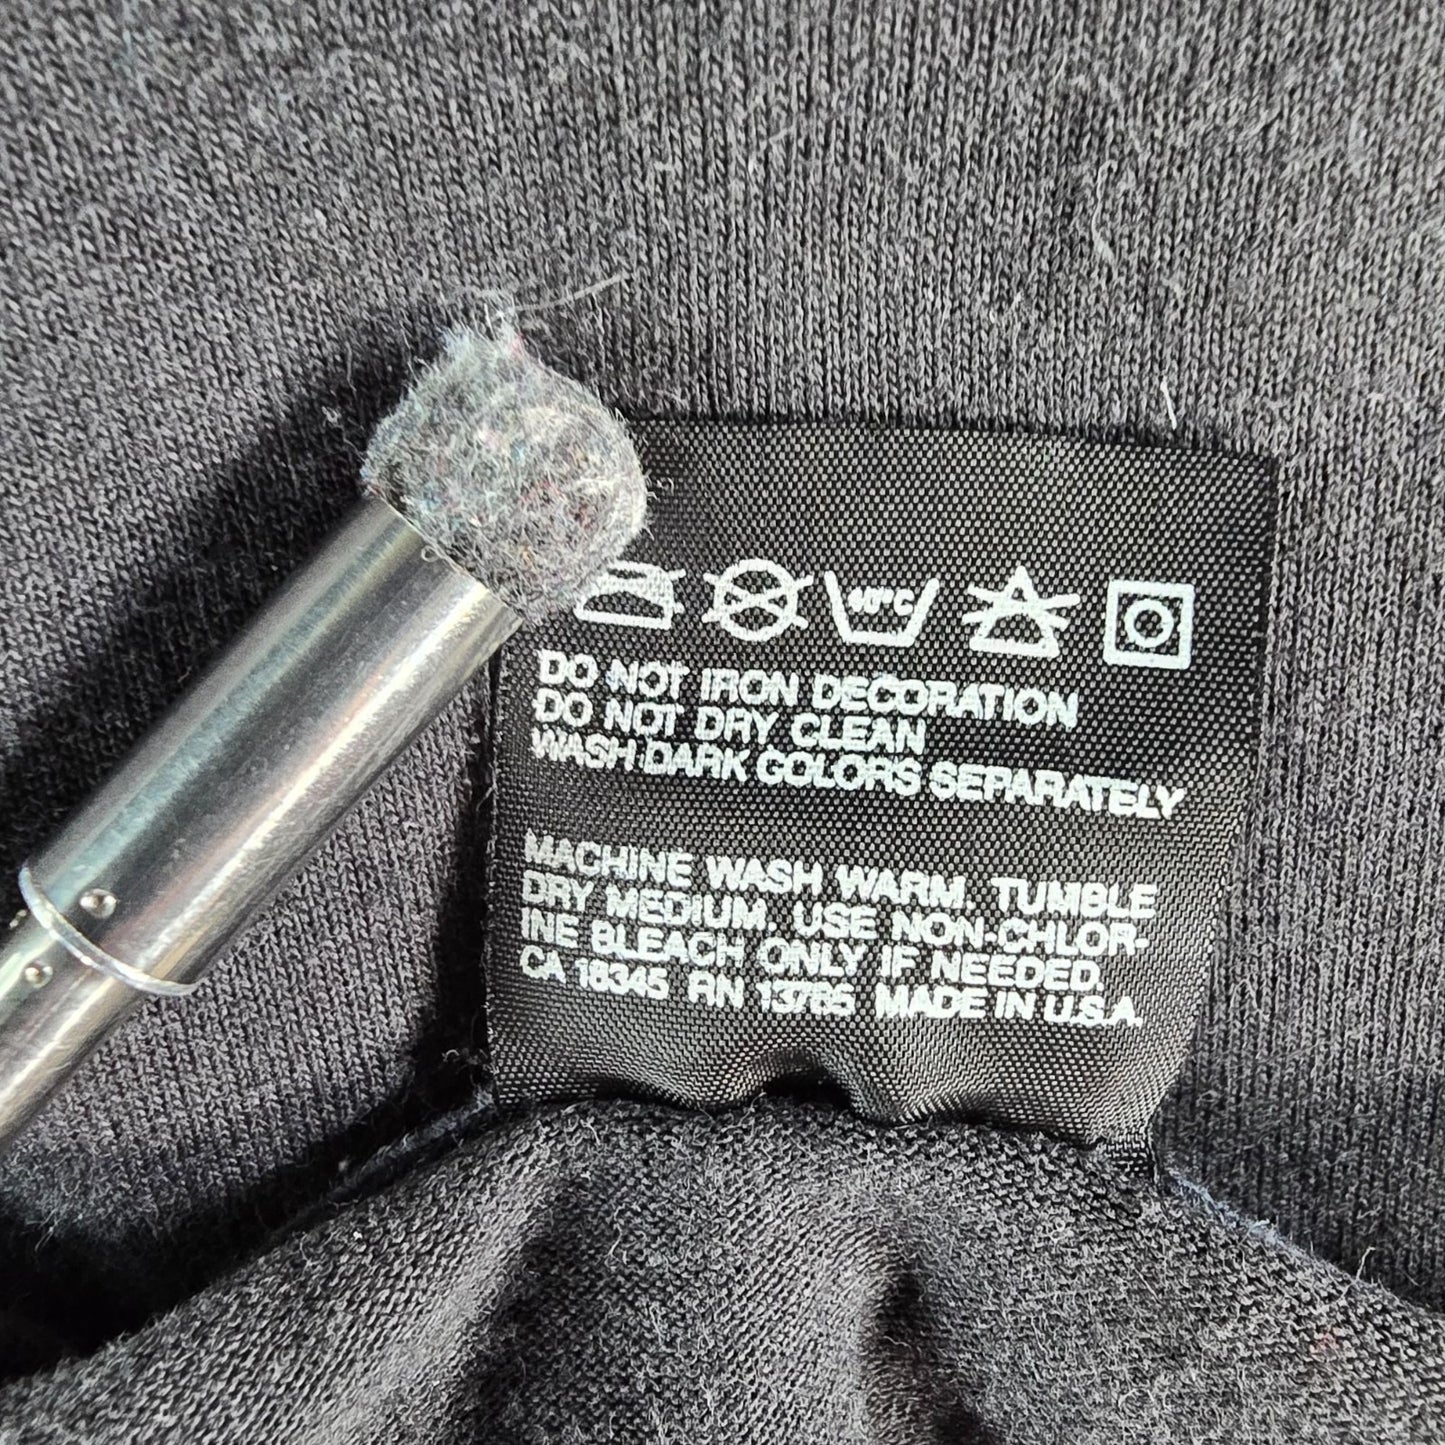 40°C
DO NOT IRON DECORATION
DO NOT DRY CLEAN
WASH DARK COLORS SEPARATELY
MACHINE WASH WARM. TUMBLE
DRY MEDIUM. USE NON-CHLOR-
INE BLEACH ONLY IF NEEDED.
CA 18345 RN 13765 MADE IN U.S.A.